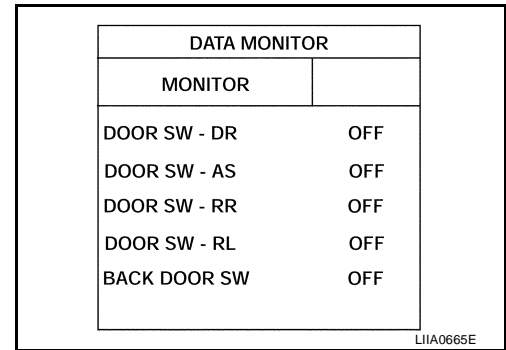 DATA MONITOR
MONITOR
DOOR SW - DR OFF
DOOR SW - AS OFF
DOOR SW - RR OFF
DOOR SW - RL OFF
BACK DOOR SW OFF
LIIA0665E